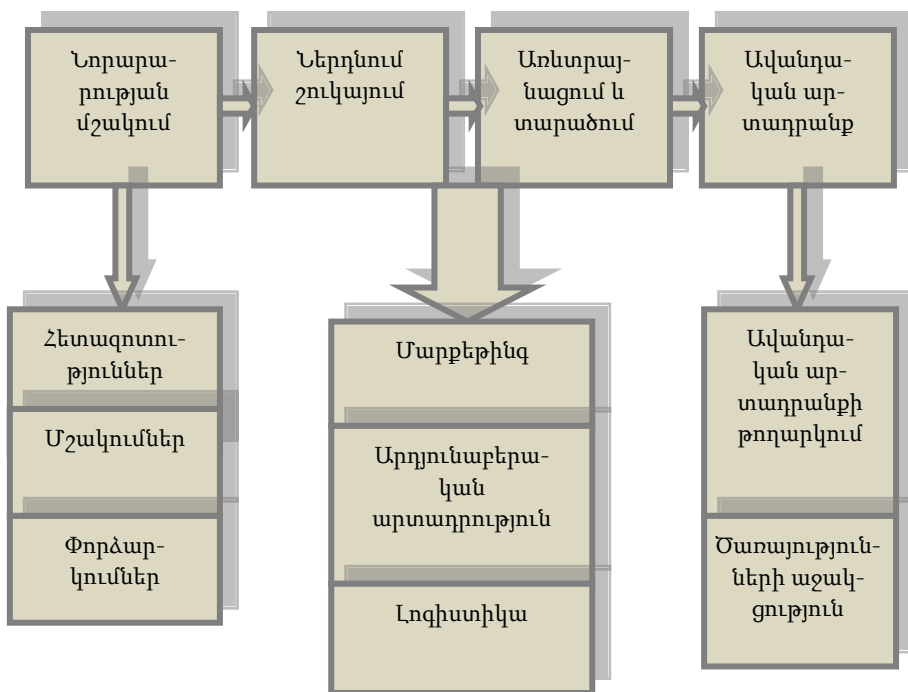 Նորարա-
րության
մշակում
Ներդնում
շուկայում
Առևտրայ-
նացում և
տարածում
Ավանդա-
կան ար-
տադրանք
Հետազոտու-
թյուններ
Մշակումներ
Փորձար-
կումներ
Մարքեթինգ
Արդյունաբերա-
կան
արտադրություն
Լոգիստիկա
Ավանդա-
կան ար-
տադրանքի
թողարկում
Ծառայություն-
ների աջակ-
ցություն